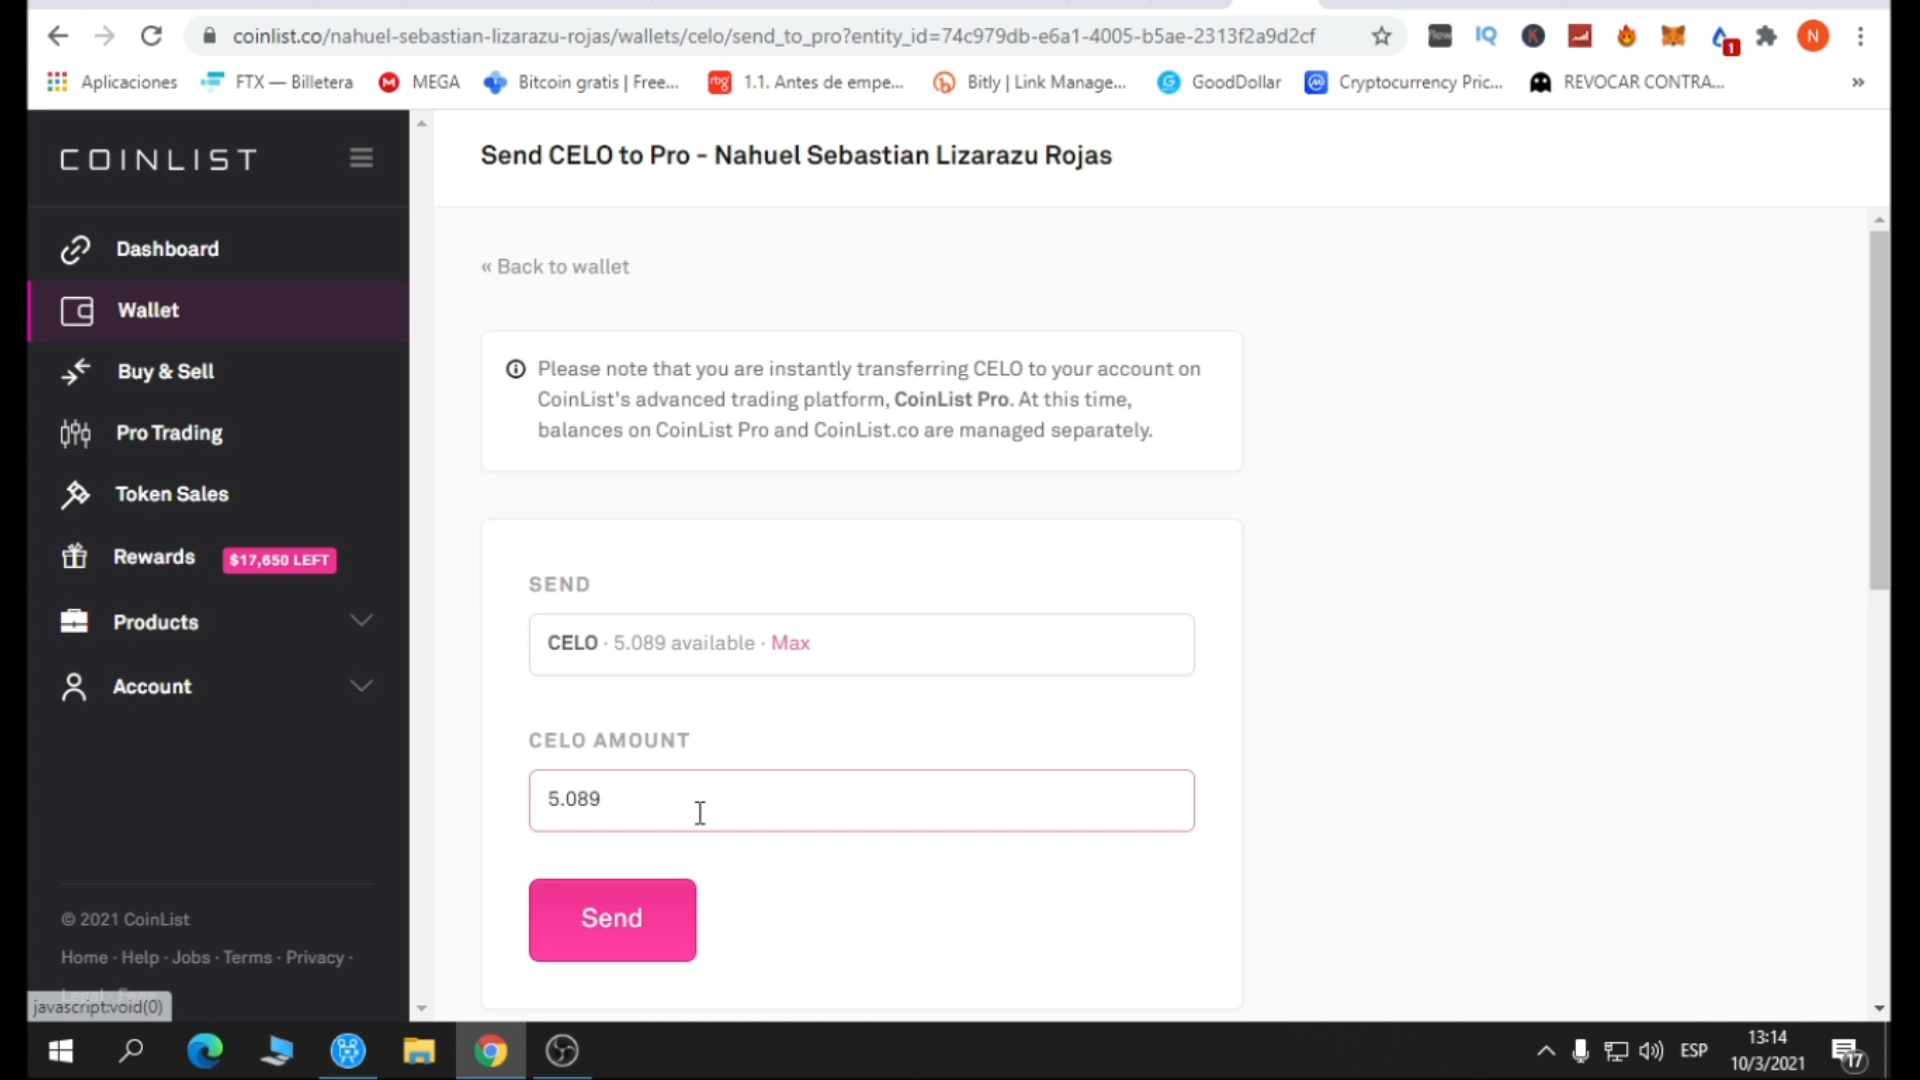 coinlist.co/nahuel-sebastian-lizarazu-rojas/wallets/celo/send_to_pro?entity_id=74c979db-e6a1-4005-b5ae-2313f2a9d2cf
IQ
K
1
N
Aplicaciones
FTX — Billetera
MEGA
Bitcoin gratis | Free...
1.1. Antes de empe...
Bitly | Link Manage...
GoodDollar
Cryptocurrency Pric...
REVOCAR CONTRA...
»
COINLIST
Dashboard
Wallet
Buy & Sell
Pro Trading
Token Sales
Rewards $17,650 LEFT
Products
Account
© 2021 CoinList
Home · Help · Jobs · Terms · Privacy ·
javascript:void(0)
Send CELO to Pro - Nahuel Sebastian Lizarazu Rojas
« Back to wallet
Please note that you are instantly transferring CELO to your account on
CoinList's advanced trading platform, CoinList Pro. At this time,
balances on CoinList Pro and CoinList.co are managed separately.
SEND
CELO · 5.089 available · Max
CELO AMOUNT
5.089
Send
ESP
13:14
10/3/2021
17